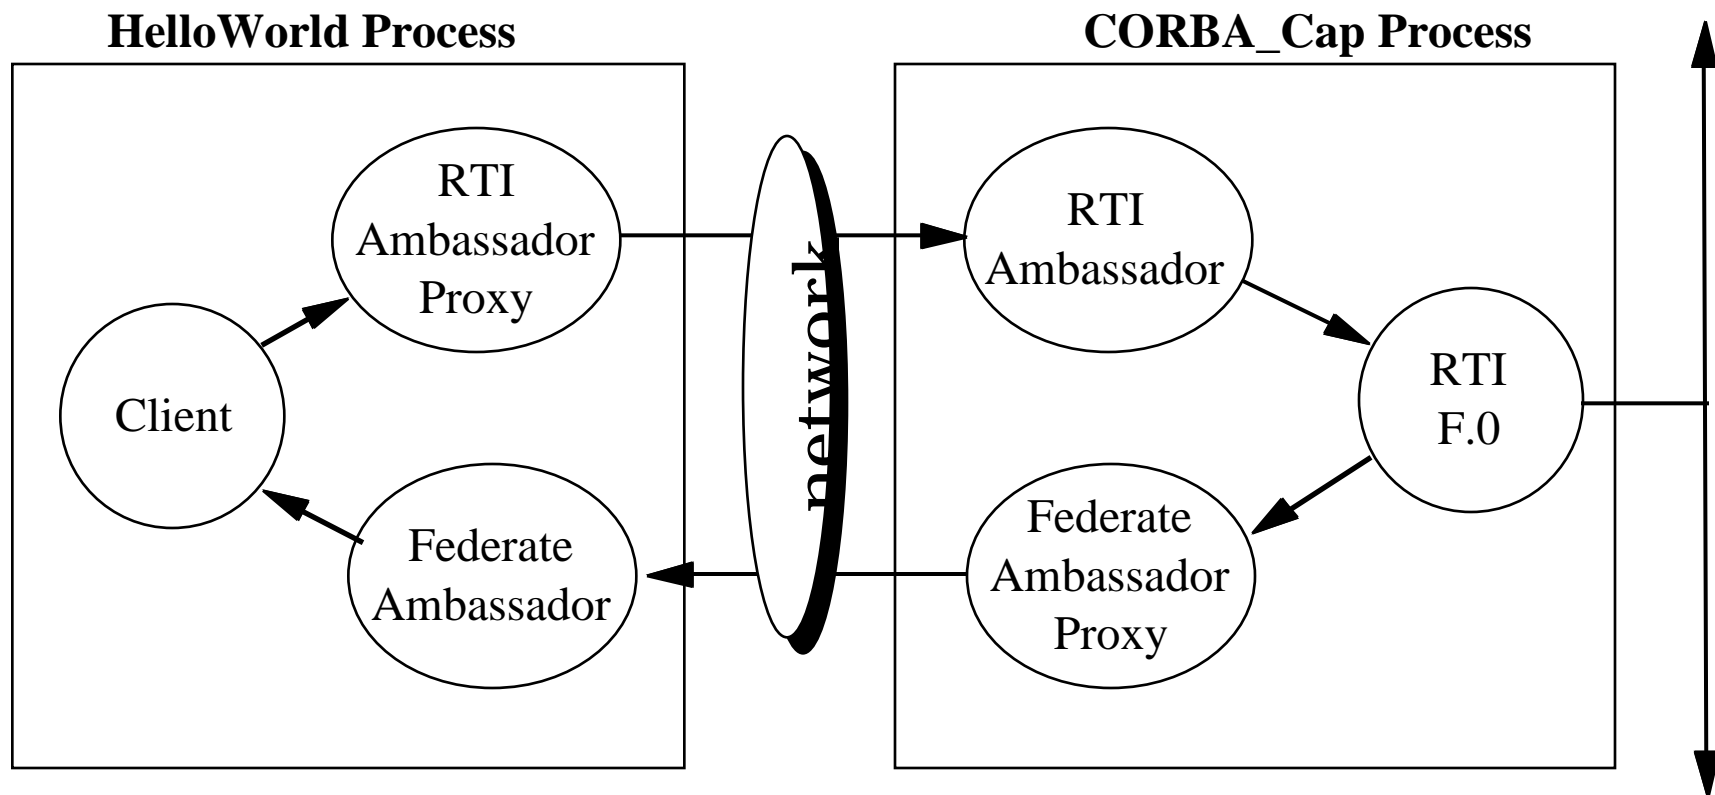 HelloWorld Process
CORBA_Cap Process
RTI
Ambassador
Proxy
Client
Federate
Ambassador
network
RTI
Ambassador
RTI
F.0
Federate
Ambassador
Proxy